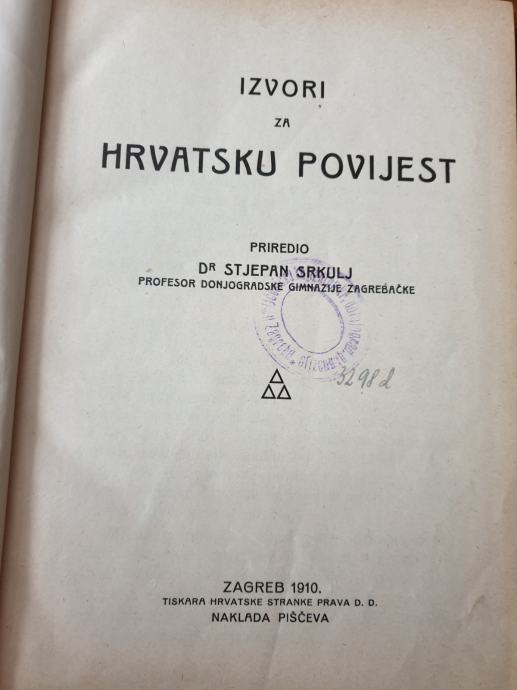 IZVORI
ZA
HRVATSKU POVIJEST
PRIREDIO
DR STJEPAN SRKULJ
PROFESOR DONJOGRADSKE GIMNAZIJE ZAGREBAČKE
3298d
ZAGREB 1910.
TISKARA HRVATSKE STRANKE PRAVA D. D.
NAKLADA PIŠČEVA